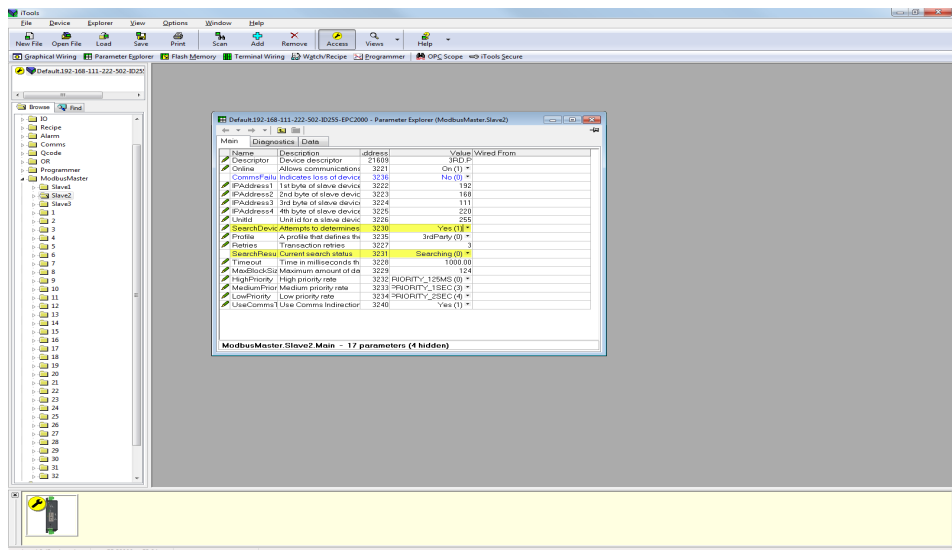 iTools
File Device Explorer View Options Window Help
New File Open File Load Save Print Scan Add Remove Access Views Help
Graphical Wiring Parameter Explorer Flash Memory Terminal Wiring Watch/Recipe Programmer OPC Scope iTools Secure
Default.192-168-111-222-502-ID255
Browse Find
IO
Recipe
Alarm
Comms
Qcode
OR
Programmer
ModbusMaster
Slave1
Slave2
Slave3
1
2
3
4
5
6
7
8
9
10
11
12
13
14
15
16
17
18
19
20
21
22
23
24
25
26
27
28
29
30
31
32
Default.192-168-111-222-502-ID255-EPC2000 - Parameter Explorer (ModbusMaster.Slave2)
Main Diagnostics Data
Name Description ddress Value Wired From
Descriptor Device descriptor 21609 3RD.P
Online Allows communications 3221 On (1)
CommsFailu Indicates loss of device 3236 No (0)
IPAddress1 1st byte of slave device 3222 192
IPAddress2 2nd byte of slave devic 3223 168
IPAddress3 3rd byte of slave device 3224 111
IPAddress4 4th byte of slave device 3225 220
UnitId Unit id for a slave devic 3226 255
SearchDevic Attempts to determines 3230 Yes (1)
Profile A profile that defines the 3235 3rdParty (0)
Retries Transaction retries 3227 3
SearchResu Current search status 3231 Searching (0)
Timeout Time in milliseconds th 3228 1000.00
MaxBlockSiz Maximum amount of da 3229 124
HighPriority High priority rate 3232 RIORITY_125MS (0)
MediumPrior Medium priority rate 3233 PRIORITY_1SEC (3)
LowPriority Low priority rate 3234 PRIORITY_2SEC (4)
UseCommsT Use Comms Indirection 3240 Yes (1)
ModbusMaster.Slave2.Main - 17 parameters (4 hidden)